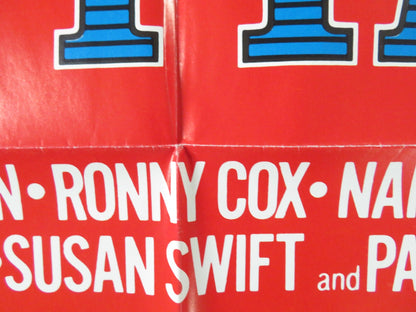 N • RONNY COX • NA
• SUSAN SWIFT and PA